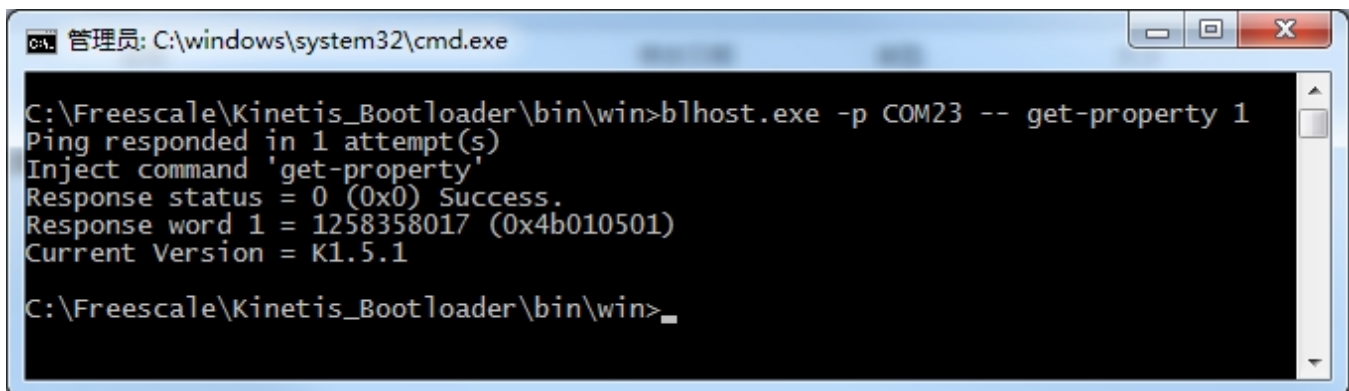 管理员: C:\windows\system32\cmd.exe
C:\Freescale\Kinetis_Bootloader\bin\win>blhost.exe -p COM23 -- get-property 1
Ping responded in 1 attempt(s)
Inject command 'get-property'
Response status = 0 (0x0) Success.
Response word 1 = 1258358017 (0x4b010501)
Current Version = K1.5.1
C:\Freescale\Kinetis_Bootloader\bin\win>